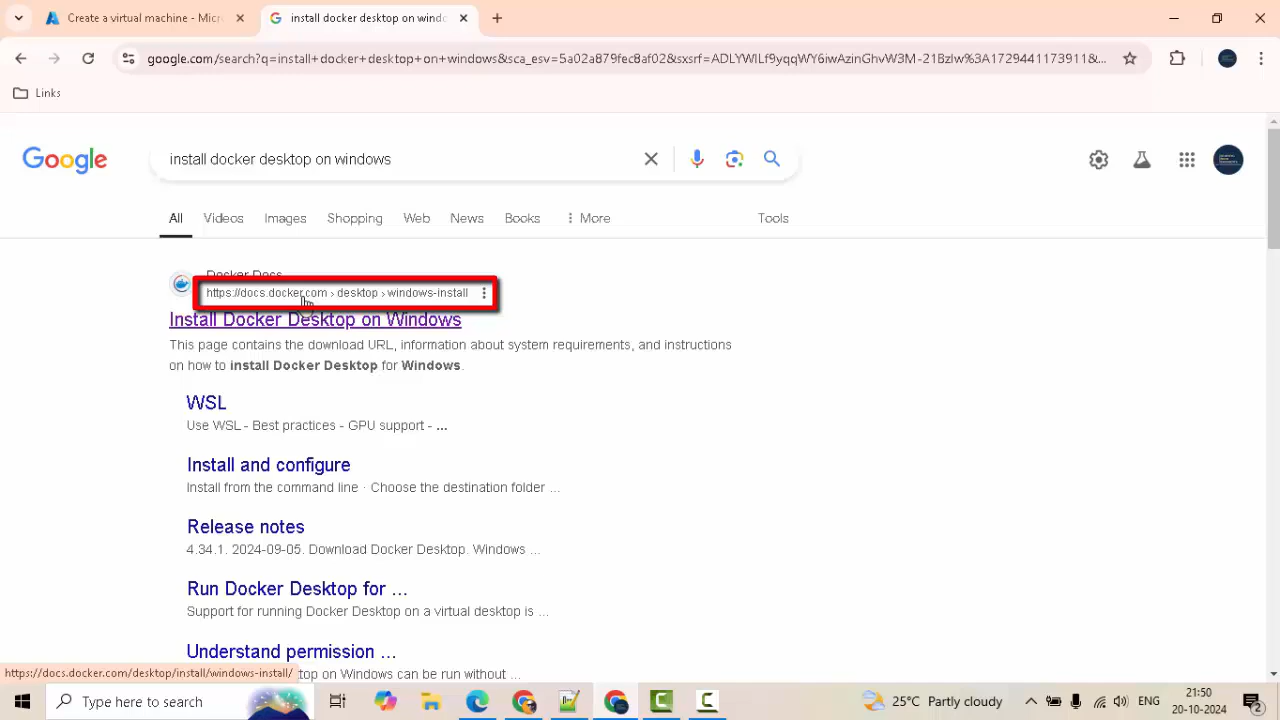 Create a virtual machine - Micr
install docker desktop on wind
google.com/search?q=install+docker+desktop+on+windows&sca_esv=5a02a879fec8af02&sxsrf=ADLYWILf9yqqWY6iwAzinGhvW3M-21Bzlw%3A1729441173911&...
Links
Google
install docker desktop on windows
All
Videos
Images
Shopping
Web
News
Books
More
Tools
Docker Docs
https://docs.docker.com › desktop › windows-install
Install Docker Desktop on Windows
This page contains the download URL, information about system requirements, and instructions
on how to install Docker Desktop for Windows.
WSL
Use WSL - Best practices - GPU support - ...
Install and configure
Install from the command line · Choose the destination folder ...
Release notes
4.34.1. 2024-09-05. Download Docker Desktop. Windows ...
Run Docker Desktop for ...
Support for running Docker Desktop on a virtual desktop is ...
Understand permission ...
top on Windows can be run without ...
https://docs.docker.com/desktop/install/windows-install/
Type here to search
25°C Partly cloudy
ENG
21:50
20-10-2024
2